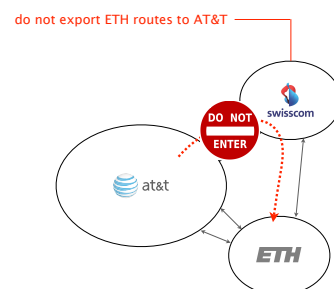 do not export ETH routes to AT&T
swisscom
DO NOT
ENTER
at&t
ETH